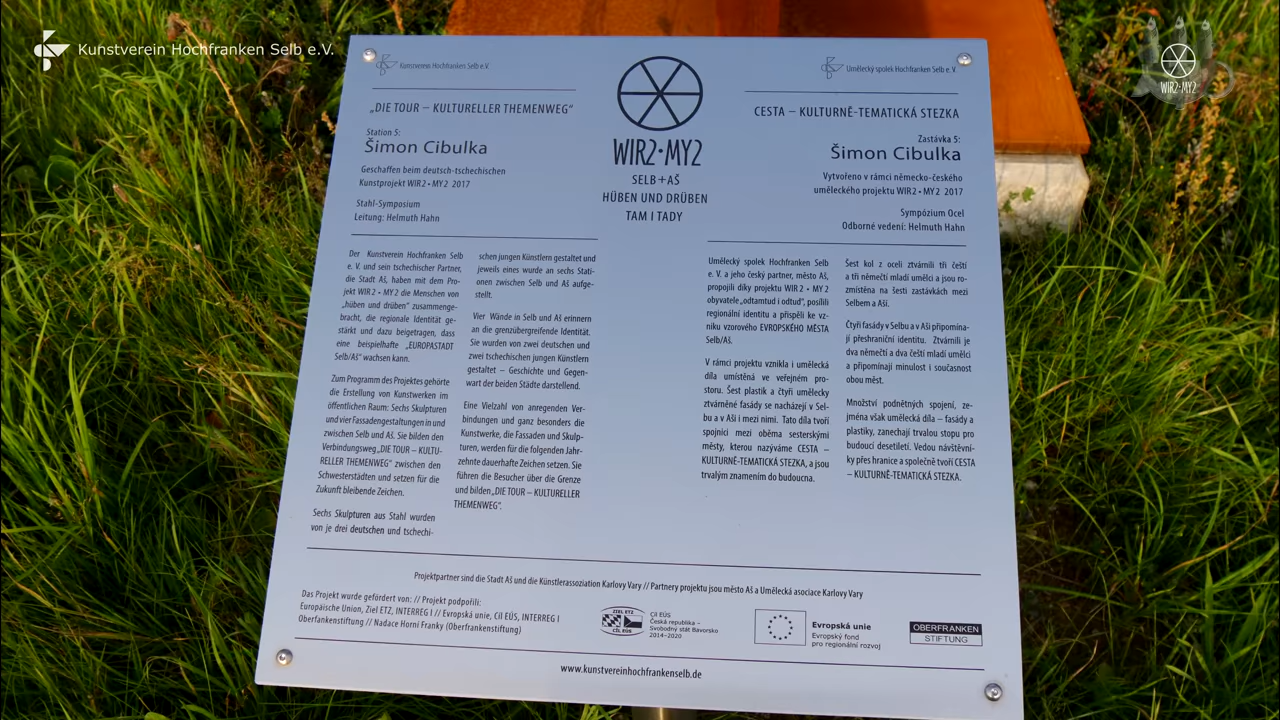 Kunstverein Hochfranken Selb e.V.
WIR2•MY2
Kunstverein Hochfranken Selb e.V.
„DIE TOUR – KULTURELLER THEMENWEG“
Station 5:
Šimon Cibulka
Geschaffen beim deutsch-tschechischen
Kunstprojekt WIR2•MY2 2017
Stahl-Symposium
Leitung: Helmuth Hahn
WIR2•MY2
SELB+AŠ
HÜBEN UND DRÜBEN
TAM I TADY
Umělecký spolek Hochfranken Selb e. V.
CESTA – KULTURNĚ-TEMATICKÁ STEZKA
Zastávka 5:
Šimon Cibulka
Vytvořeno v rámci německo-českého
uměleckého projektu WIR2•MY2 2017
Sympózium Ocel
Odborné vedení: Helmuth Hahn
Der Kunstverein Hochfranken Selb
e. V. und sein tschechischer Partner,
die Stadt Aš, haben mit dem Pro-
jekt WIR2•MY2 die Menschen von
„hüben und drüben“ zusammenge-
bracht, die regionale Identität ge-
stärkt und dazu beigetragen, dass
eine beispielhafte „EUROPASTADT
Selb/Aš“ wachsen kann.
Zum Programm des Projektes gehörte
die Erstellung von Kunstwerken im
öffentlichen Raum: Sechs Skulpturen
und vier Fassadengestaltungen in und
zwischen Selb und Aš. Sie bilden den
Verbindungsweg „DIE TOUR – KULTU-
RELLER THEMENWEG“ zwischen den
Schwesterstädten und setzen für die
Zukunft bleibende Zeichen.
Sechs Skulpturen aus Stahl wurden
von je drei deutschen und tschechi-
schen jungen Künstlern gestaltet und
jeweils eines wurde an sechs Stati-
onen zwischen Selb und Aš aufge-
stellt.
Vier Wände in Selb und Aš erinnern
an die grenzübergreifende Identität.
Sie wurden von zwei deutschen und
zwei tschechischen jungen Künstlern
gestaltet – Geschichte und Gegen-
wart der beiden Städte darstellend.
Eine Vielzahl von anregenden Ver-
bindungen und ganz besonders die
Kunstwerke, die Fassaden und Skulp-
turen, werden für die folgenden Jahr-
zehnte dauerhafte Zeichen setzen. Sie
führen die Besucher über die Grenze
und bilden „DIE TOUR – KULTURELLER
THEMENWEG“.
Umělecký spolek Hochfranken Selb
e. V. a jeho český partner, město Aš,
propojili díky projektu WIR2•MY2
obyvatele „odtamtud i odtud“, posílili
regionální identitu a přispěli ke vz-
niku vzorového EVROPSKÉHO MĚSTA
Selb/Aš.
V rámci projektu vznikla i umělecká
díla umístěná ve veřejném pro-
storu. Šest plastik a čtyři umělecky
ztvárněné fasády se nacházejí v Sel-
bu a v Aši i mezi nimi. Tato díla tvoří
spojnici mezi oběma sesterskými
městy, kterou nazýváme CESTA –
KULTURNĚ-TEMATICKÁ STEZKA, a jsou
trvalým znamením do budoucna.
Šest kol z oceli ztvárnili tři čeští
a tři němečtí mladí umělci a jsou ro-
zmístěna na šesti zastávkách mezi
Selbem a Aší.
Čtyři fasády v Selbu a v Aši připomína-
jí přeshraniční identitu. Ztvárnili je
dva němečtí a dva čeští mladí umělci
a připomínají minulost i současnost
obou měst.
Množství podnětných spojení, ze-
jména však umělecká díla – fasády a
plastiky, zanechají trvalou stopu pro
budoucí desetiletí. Vedou návštěvní-
ky přes hranice a společně tvoří CESTA
– KULTURNĚ-TEMATICKÁ STEZKA.
Projektpartner sind die Stadt Aš und die Künstlerassoziation Karlovy Vary // Partnery projektu jsou město Aš a Umělecká asociace Karlovy Vary
Das Projekt wurde gefördert von: // Projekt podpořili:
Europäische Union, Ziel ETZ, INTERREG I // Evropská unie, Cíl EÚS, INTERREG I
Oberfrankenstiftung // Nadace Horní Franky (Oberfrankenstiftung)
ZIEL ETZ
CÍL EÚS
Cíl EÚS
Česká republika –
Svobodný stát Bavorsko
2014–2020
Evropská unie
Evropský fond
pro regionální rozvoj
OBERFRANKEN
STIFTUNG
www.kunstvereinhochfrankenselb.de